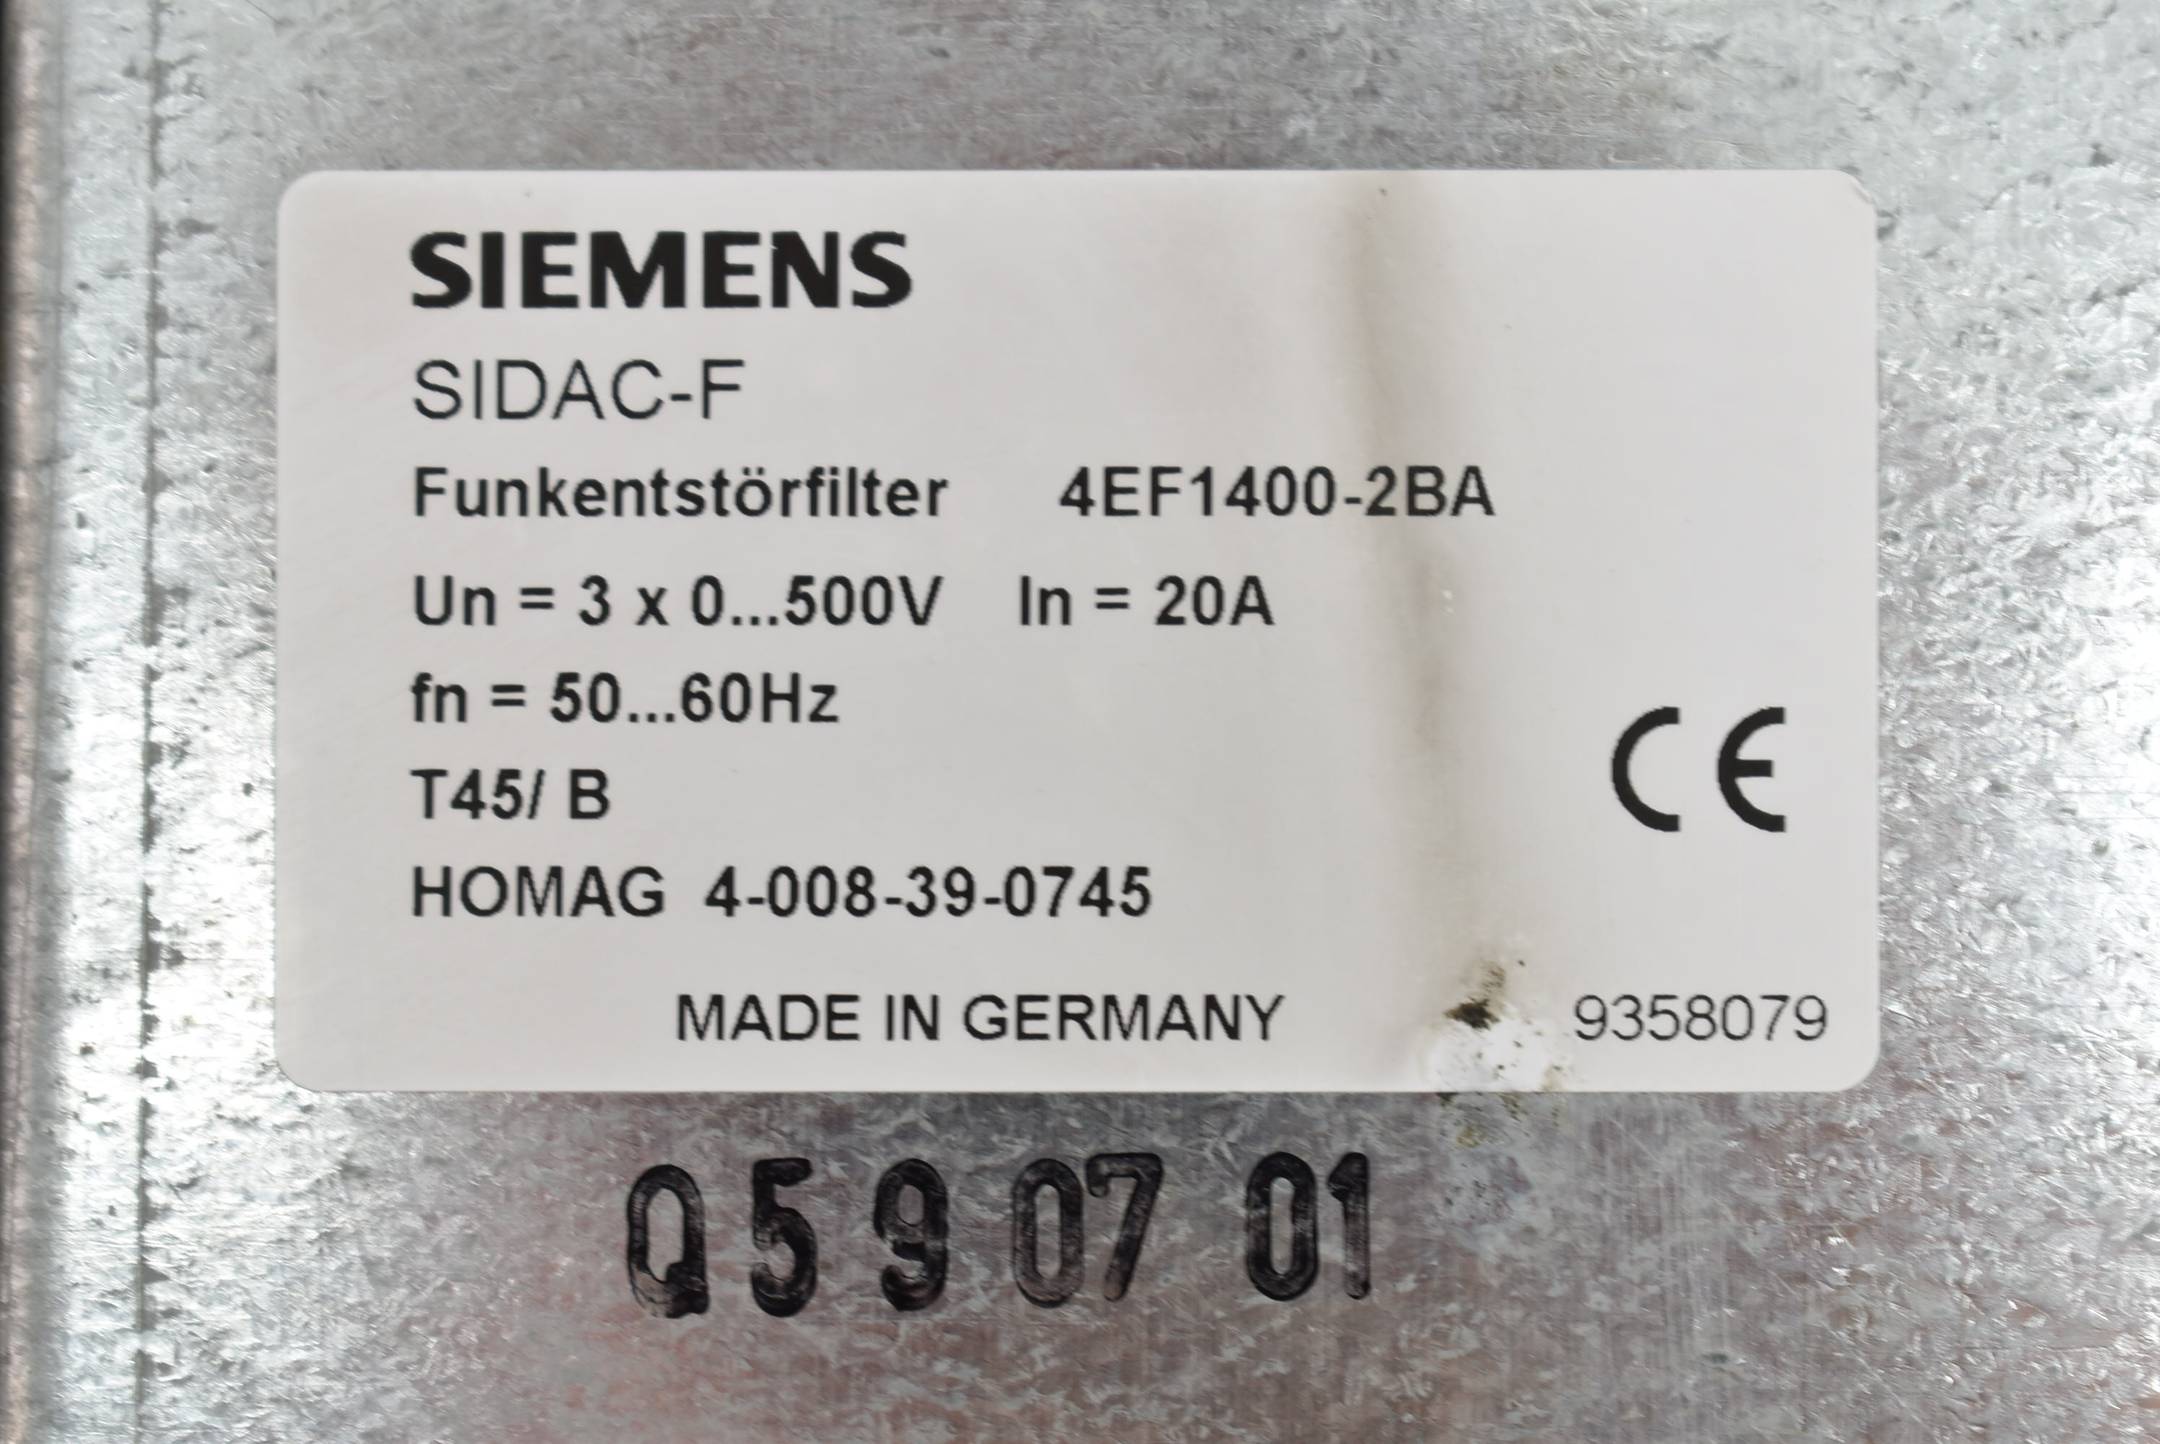 SIEMENS
SIDAC-F
Funkentstörfilter 4EF1400-2BA
Un = 3 x 0...500V In = 20A
fn = 50...60Hz
T45/ B
HOMAG 4-008-39-0745
CE
MADE IN GERMANY 9358079
Q 5 9 07 01